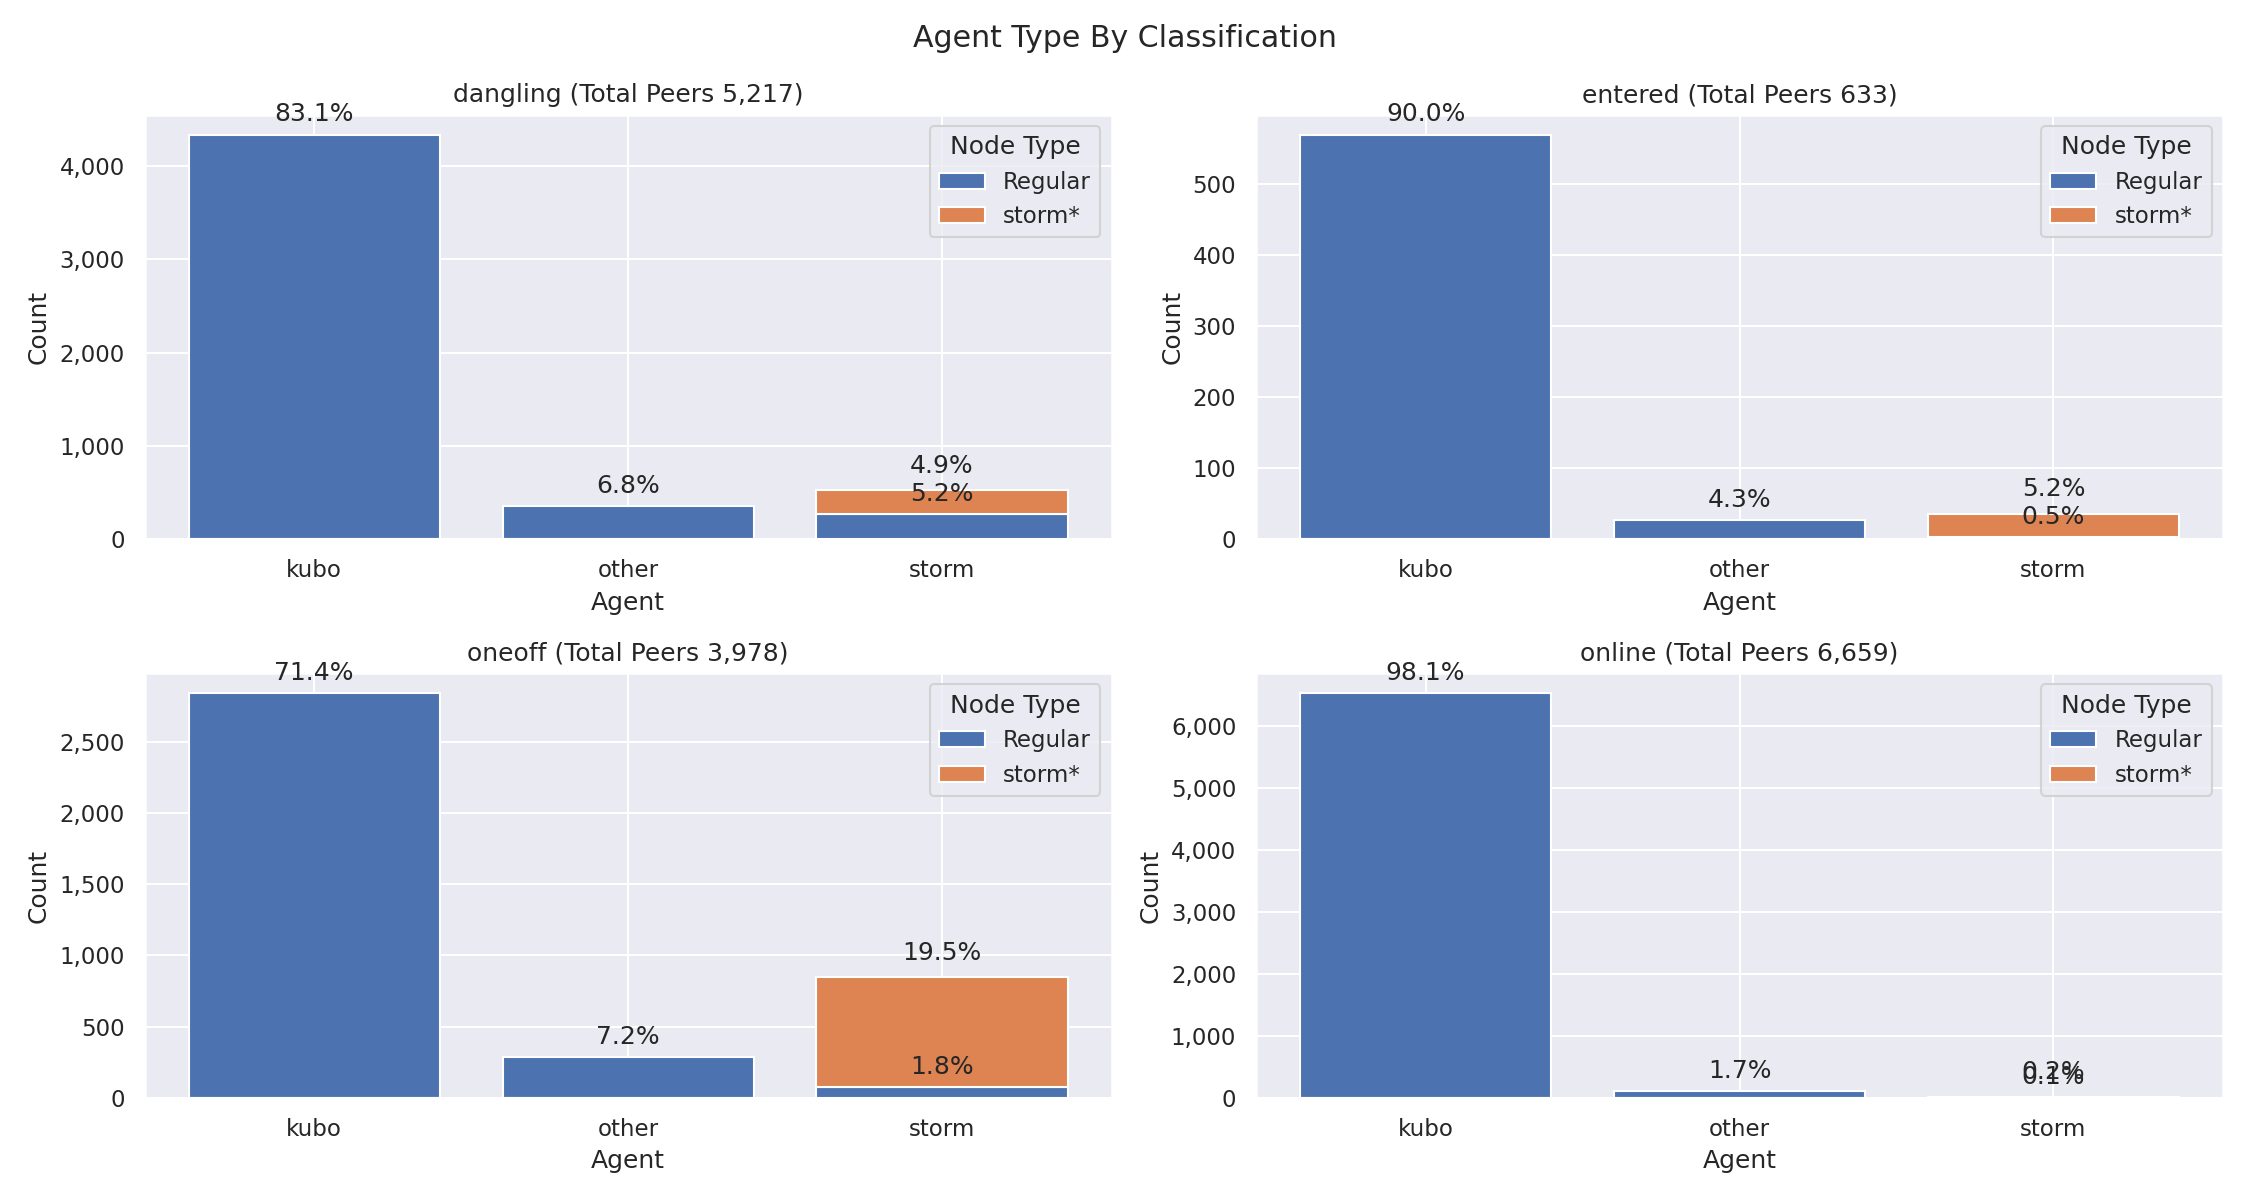 Agent Type By Classification
dangling (Total Peers 5,217)
83.1%
6.8%
4.9%
5.2%
Node Type
Regular
storm*
4,000
3,000
2,000
1,000
0
Count
kubo
other
storm
Agent
entered (Total Peers 633)
90.0%
4.3%
5.2%
0.5%
Node Type
Regular
storm*
500
400
300
200
100
0
Count
kubo
other
storm
Agent
oneoff (Total Peers 3,978)
71.4%
7.2%
19.5%
1.8%
Node Type
Regular
storm*
2,500
2,000
1,500
1,000
500
0
Count
kubo
other
storm
Agent
online (Total Peers 6,659)
98.1%
1.7%
0.2%
0.1%
Node Type
Regular
storm*
6,000
5,000
4,000
3,000
2,000
1,000
0
Count
kubo
other
storm
Agent